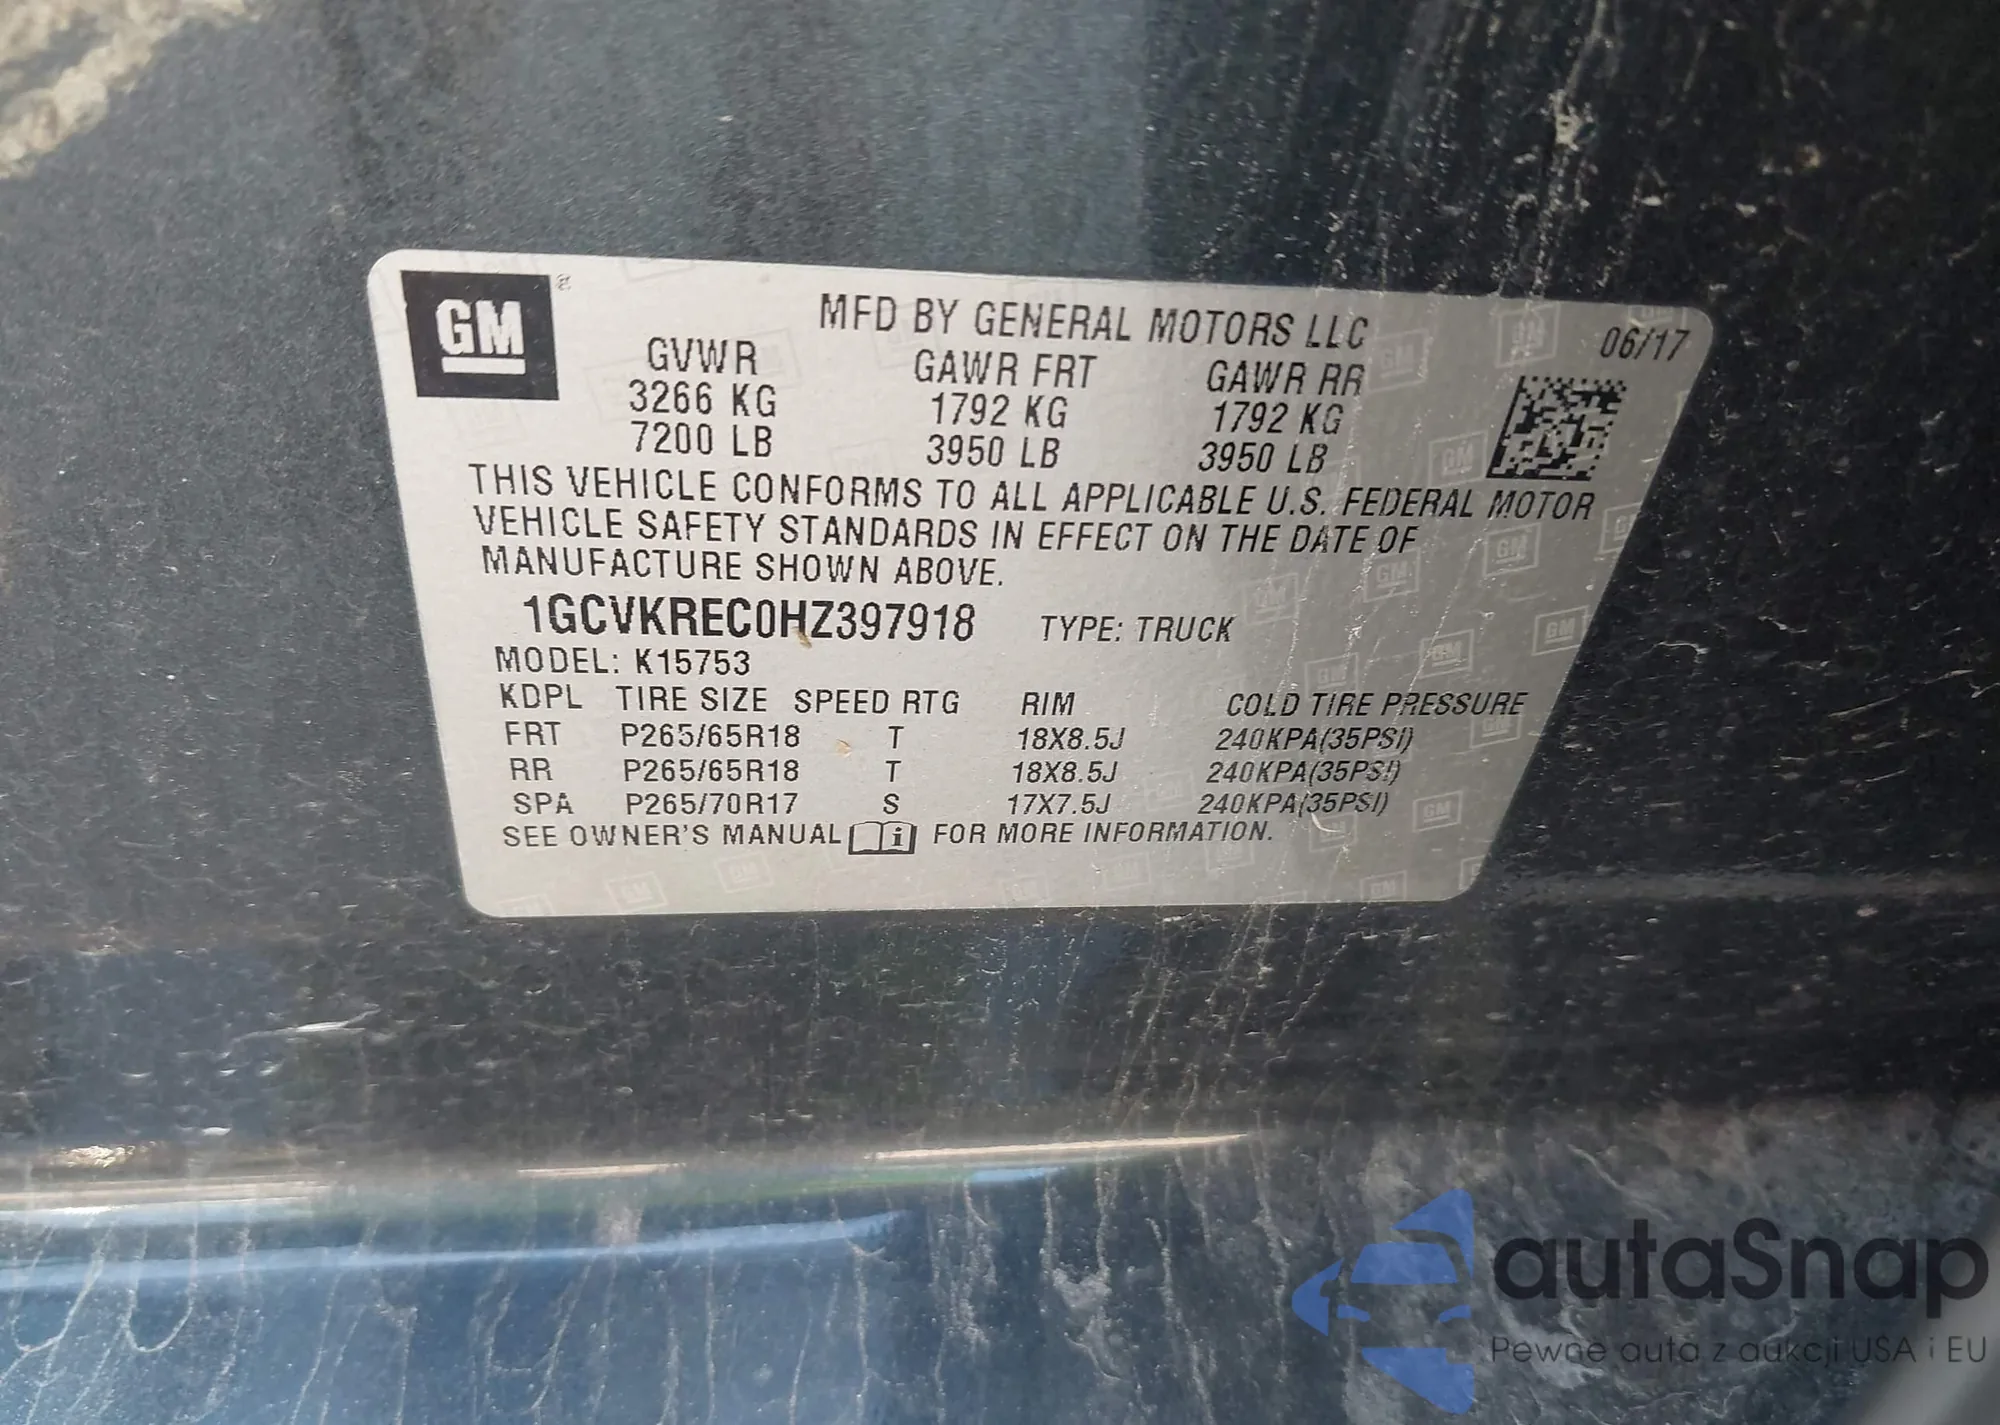 GM
MFD BY GENERAL MOTORS LLC 06/17
GVWR GAWR FRT GAWR RR
3266 KG 1792 KG 1792 KG
7200 LB 3950 LB 3950 LB
THIS VEHICLE CONFORMS TO ALL APPLICABLE U.S. FEDERAL MOTOR
VEHICLE SAFETY STANDARDS IN EFFECT ON THE DATE OF
MANUFACTURE SHOWN ABOVE.
1GCVKREC0HZ397918 TYPE: TRUCK
MODEL: K15753
KDPL TIRE SIZE SPEED RTG RIM COLD TIRE PRESSURE
FRT P265/65R18 T 18X8.5J 240KPA(35PSI)
RR P265/65R18 T 18X8.5J 240KPA(35PSI)
SPA P265/70R17 S 17X7.5J 240KPA(35PSI)
SEE OWNER'S MANUAL i FOR MORE INFORMATION.
autaSnap
Pewne auta z aukcji USA i EU